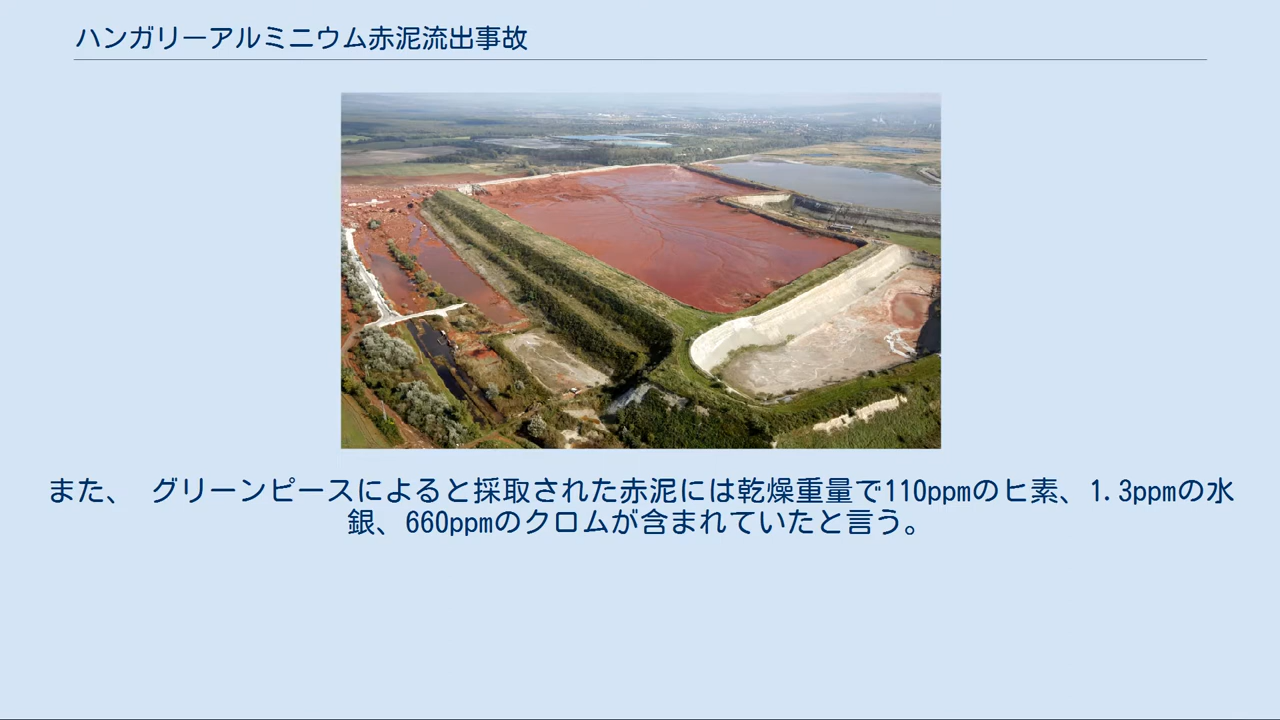 ハンガリーアルミニウム赤泥流出事故
また、 グリーンピースによると採取された赤泥には乾燥重量で110ppmのヒ素、1.3ppmの水
銀、660ppmのクロムが含まれていたと言う。